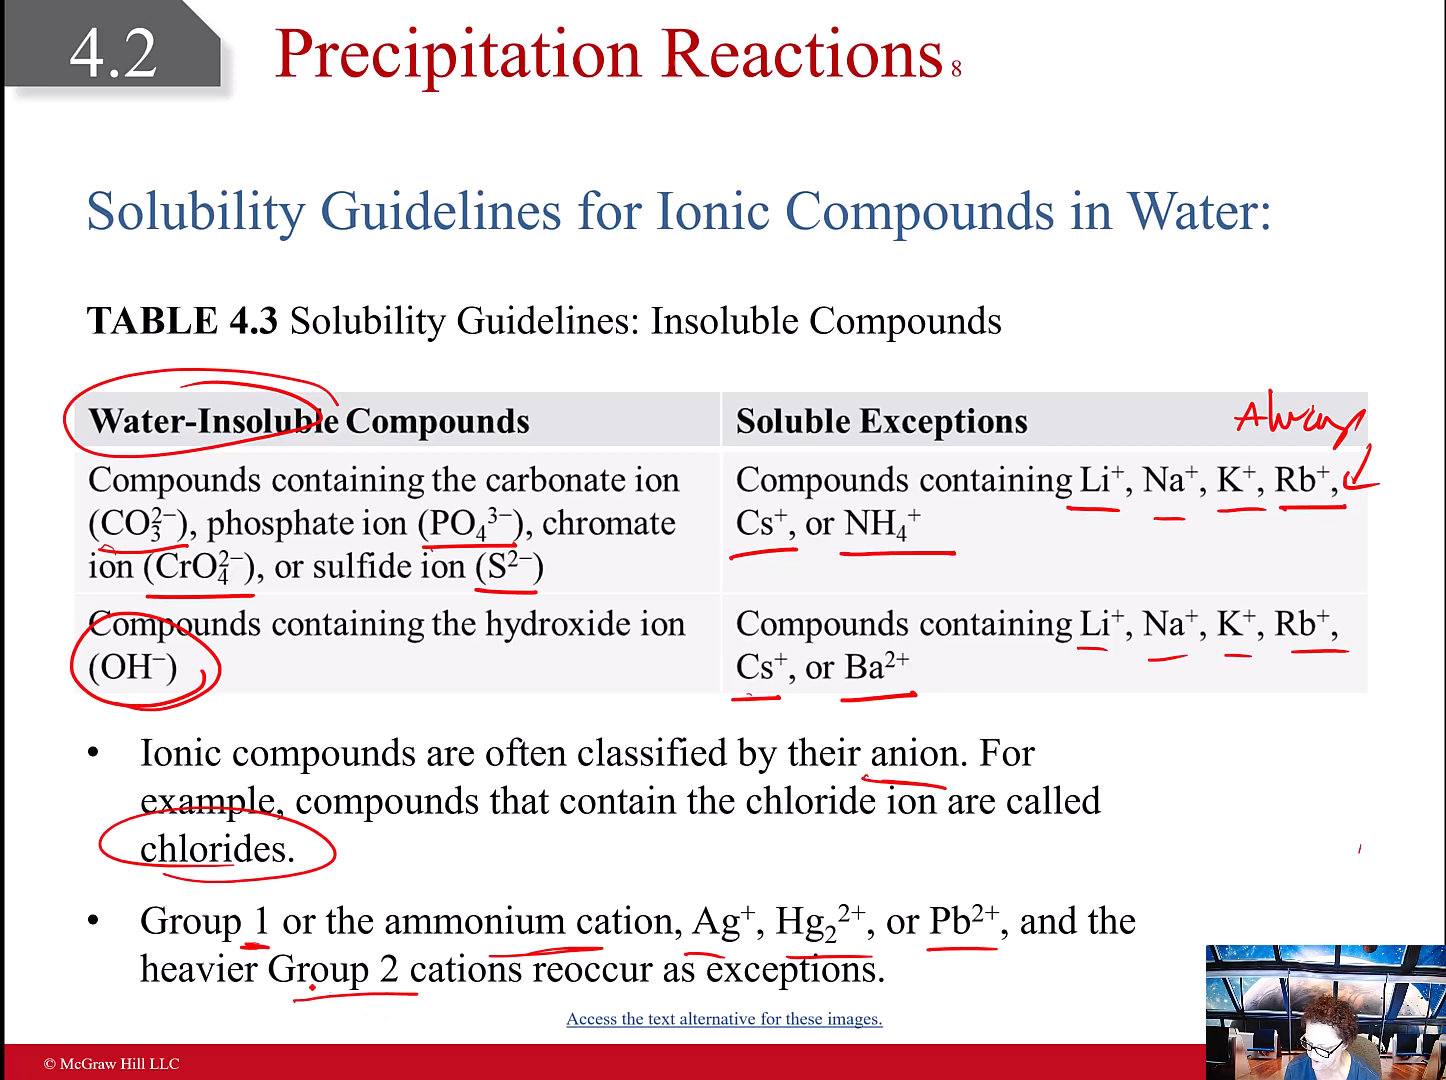 4.2 Precipitation Reactions 8
Solubility Guidelines for Ionic Compounds in Water:
TABLE 4.3 Solubility Guidelines: Insoluble Compounds
Water-Insoluble Compounds
Soluble Exceptions
Always
Compounds containing the carbonate ion
(CO₃²⁻), phosphate ion (PO₄³⁻), chromate
ion (CrO₄²⁻), or sulfide ion (S²⁻)
Compounds containing Li⁺, Na⁺, K⁺, Rb⁺,
Cs⁺, or NH₄⁺
Compounds containing the hydroxide ion
(OH⁻)
Compounds containing Li⁺, Na⁺, K⁺, Rb⁺,
Cs⁺, or Ba²⁺
• Ionic compounds are often classified by their anion. For
example, compounds that contain the chloride ion are called
chlorides.
• Group 1 or the ammonium cation, Ag⁺, Hg₂²⁺, or Pb²⁺, and the
heavier Group 2 cations reoccur as exceptions.
Access the text alternative for these images.
© McGraw Hill LLC